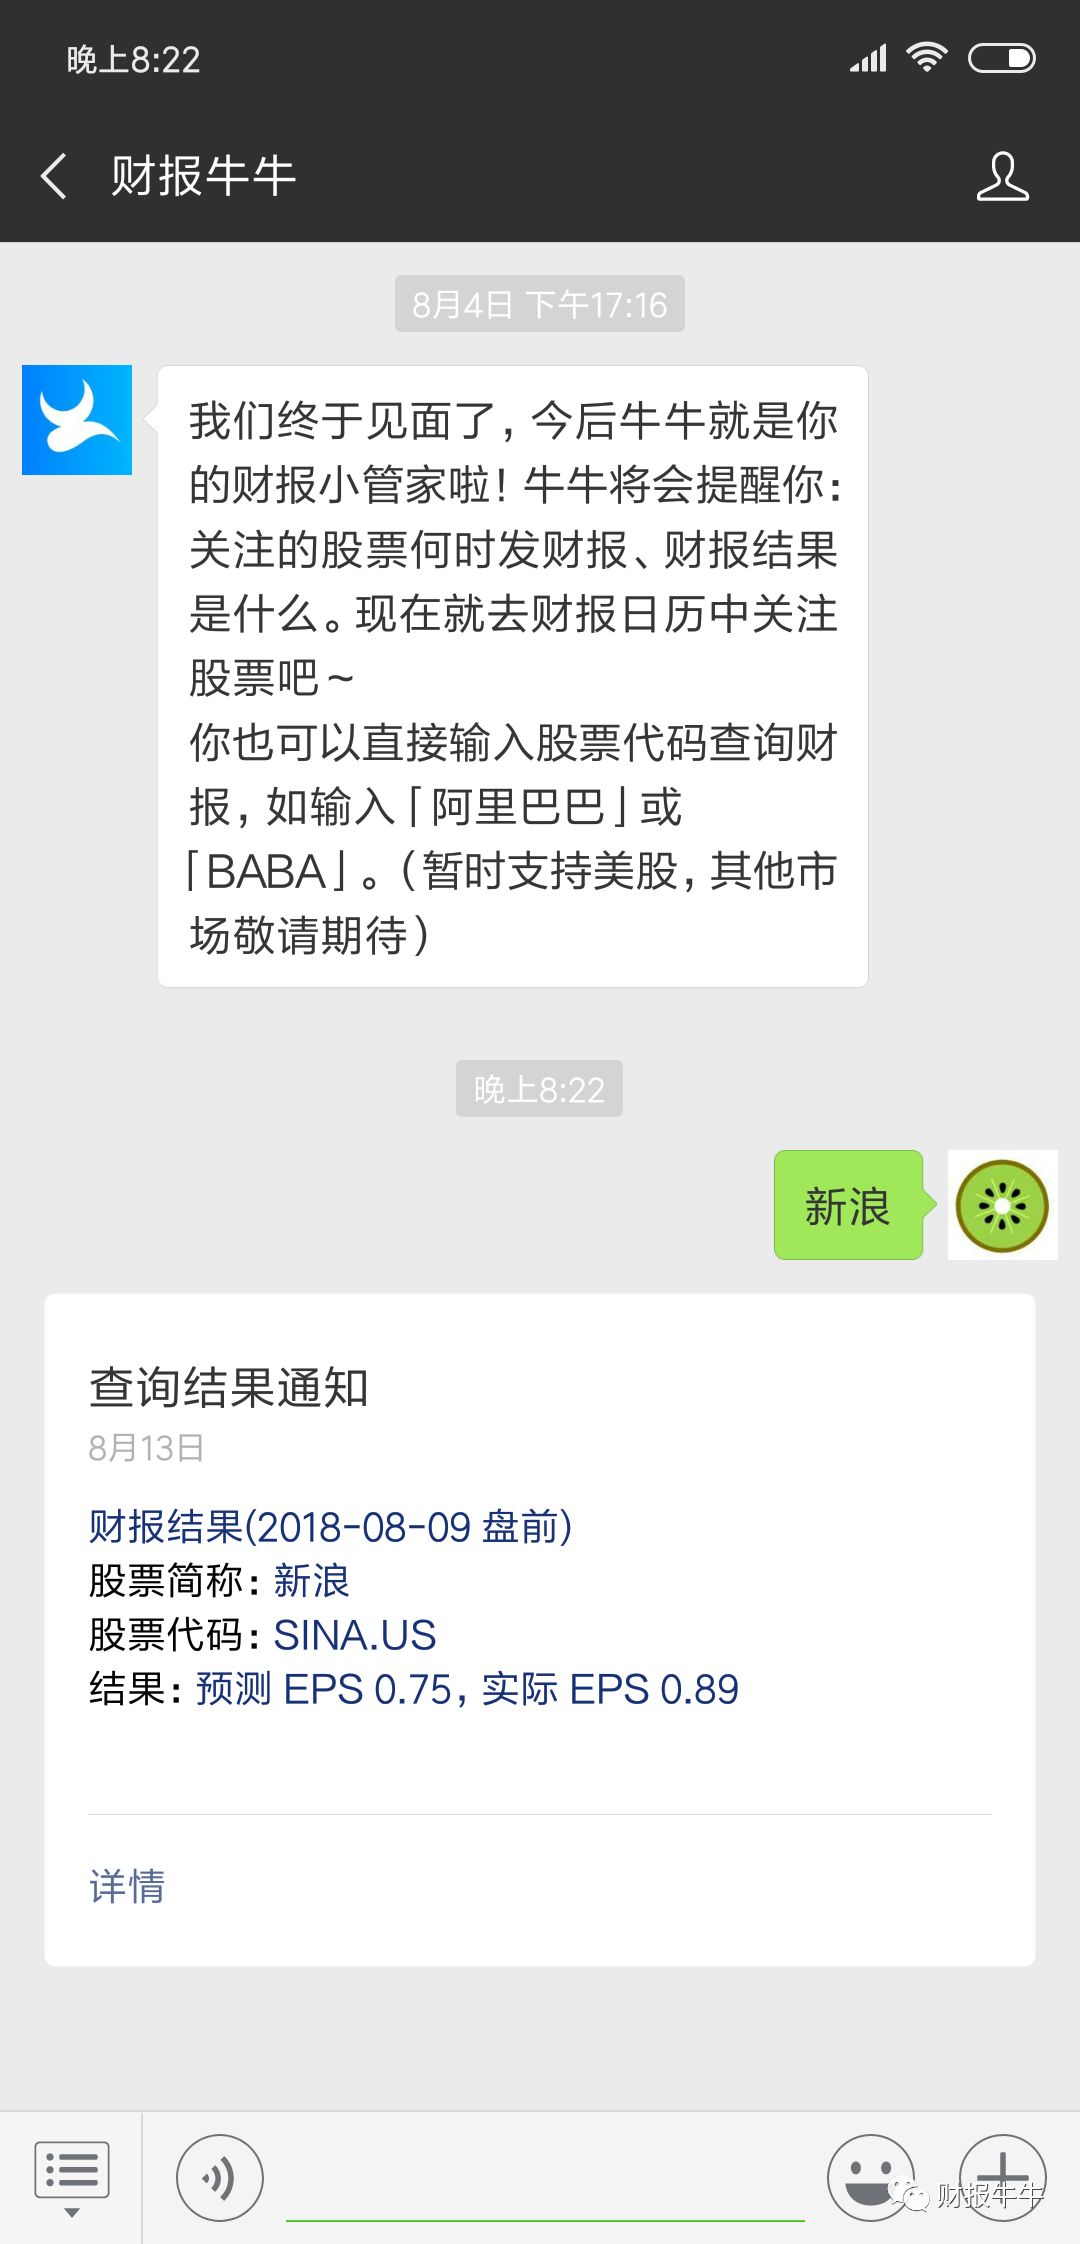 晚上8:22
财报牛牛
8月4日 下午17:16
我们终于见面了，今后牛牛就是你
的财报小管家啦！牛牛将会提醒你：
关注的股票何时发财报、财报结果
是什么。现在就去财报日历中关注
股票吧~
你也可以直接输入股票代码查询财
报，如输入「阿里巴巴」或
「BABA」。（暂时支持美股，其他市
场敬请期待）
晚上8:22
新浪
查询结果通知
8月13日
财报结果(2018-08-09 盘前)
股票简称：新浪
股票代码：SINA.US
结果：预测 EPS 0.75，实际 EPS 0.89
详情
财报牛牛